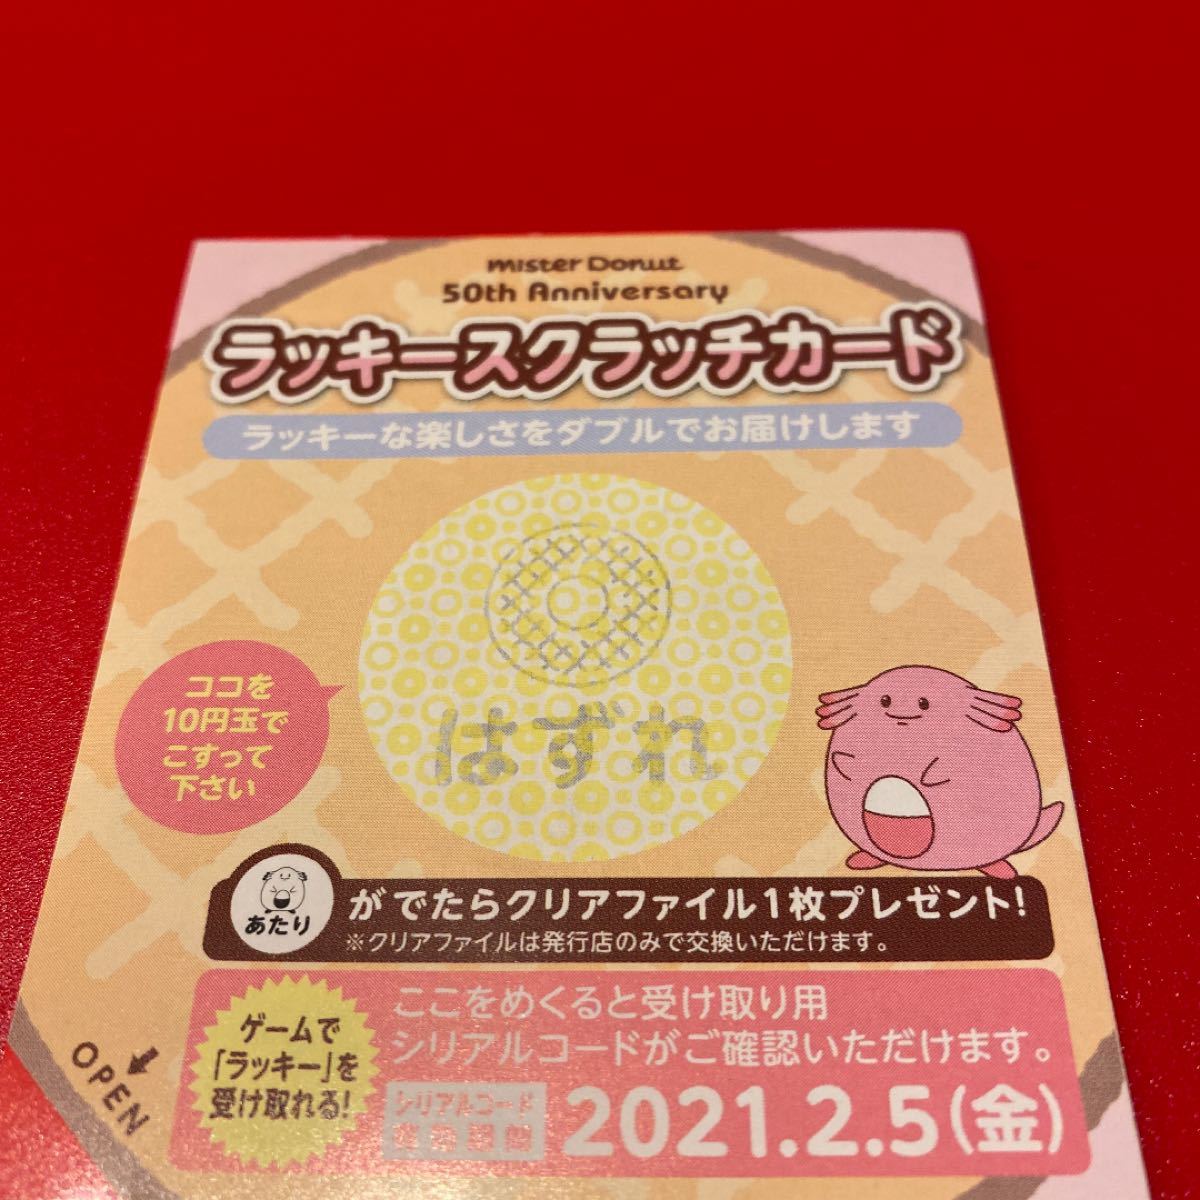 mister Donut
50th Anniversary
ラッキースクラッチカード
ラッキーな楽しさをダブルでお届けします
ココを
10円玉で
こすって
下さい
はずれ
あたり
がでたらクリアファイル1枚プレゼント!
※クリアファイルは発行店のみで交換いただけます。
OPEN
ゲームで
「ラッキー」を
受け取れる!
ここをめくると受け取り用
シリアルコードがご確認いただけます。
シリアルコード
2021.2.5(金)